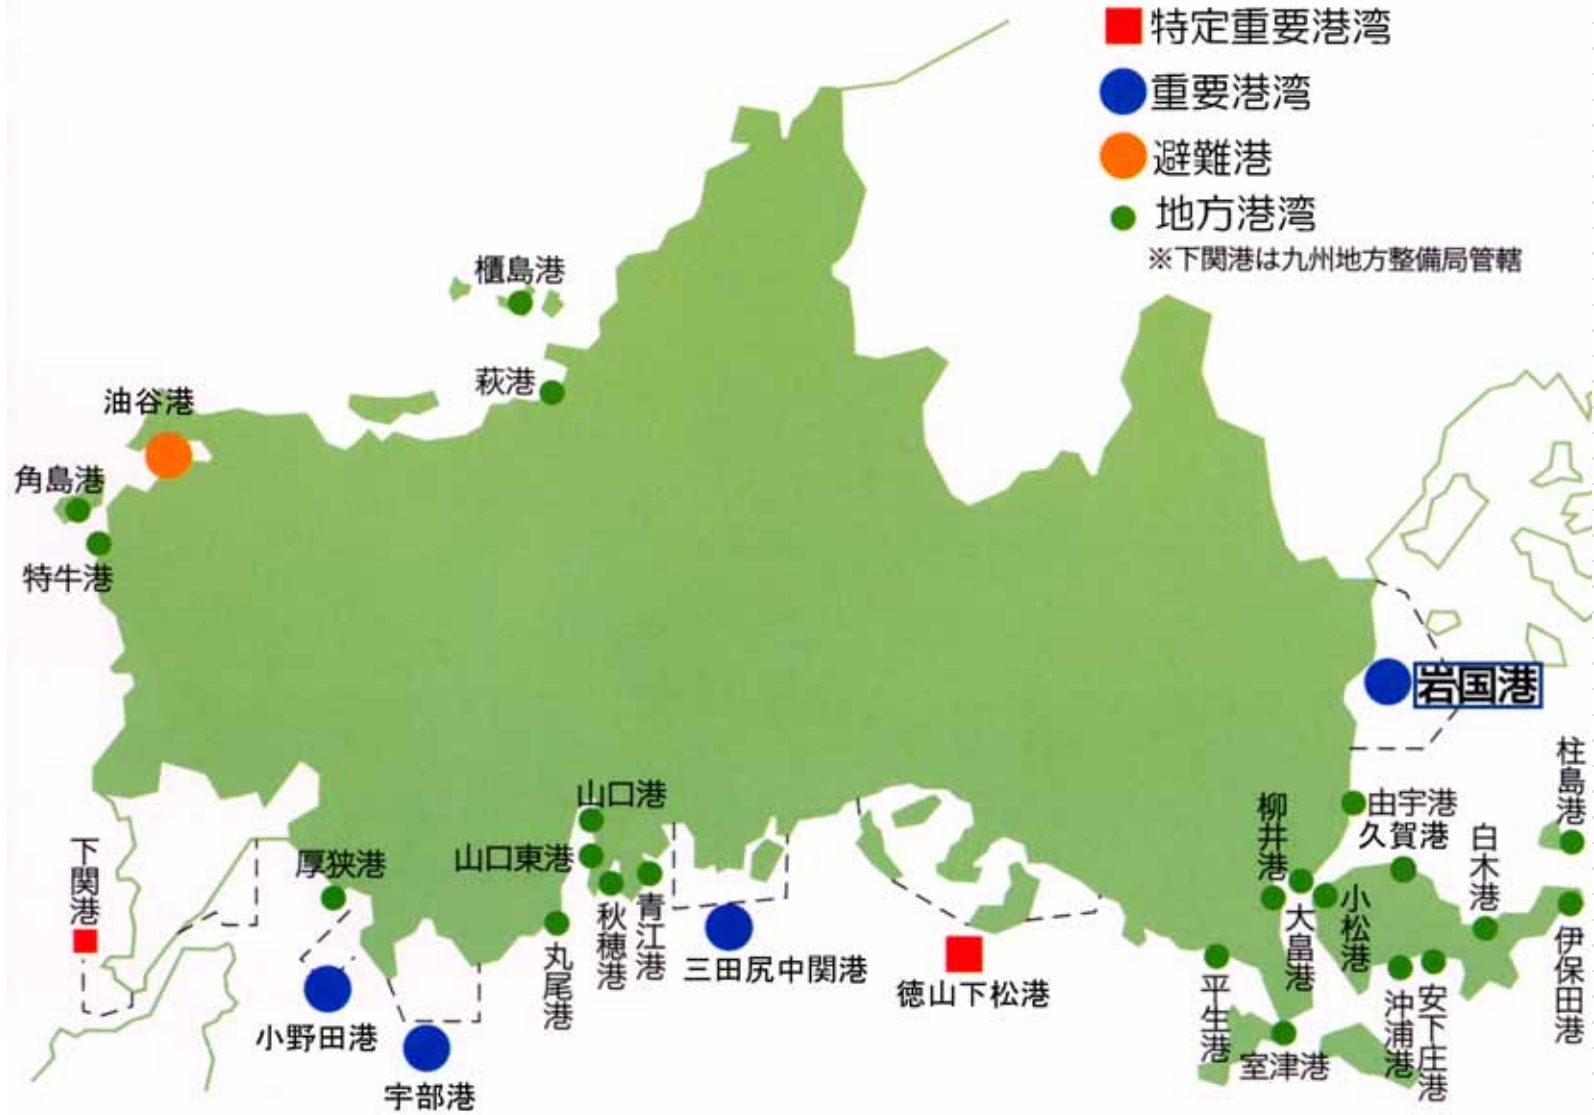 特定重要港湾
重要港湾
避難港
地方港湾
※下関港は九州地方整備局管轄
櫃島港
萩港
油谷港
角島港
特牛港
岩国港
柱島港
由宇港
久賀港
柳井港
白木港
山口港
山口東港
厚狭港
下関港
小松港
大畠港
秋穂港
青江港
丸尾港
三田尻中関港
徳山下松港
伊保田港
平生港
沖浦港
安下庄港
小野田港
室津港
宇部港